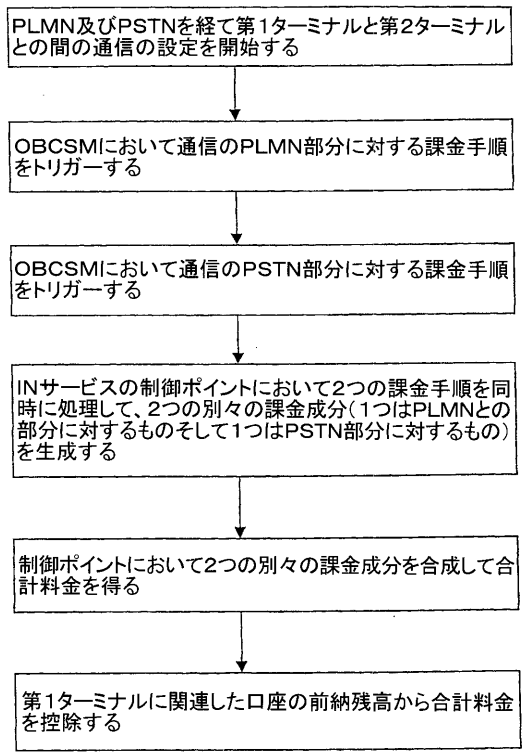 PLMN及びPSTNを経て第1ターミナルと第2ターミナル
との間の通信の設定を開始する
OBCSMにおいて通信のPLMN部分に対する課金手順
をトリガーする
OBCSMにおいて通信のPSTN部分に対する課金手順
をトリガーする
INサービスの制御ポイントにおいて2つの課金手順を同
時に処理して、2つの別々の課金成分(1つはPLMNとの
部分に対するものそして1つはPSTN部分に対するもの)
を生成する
制御ポイントにおいて2つの別々の課金成分を合成して合
計料金を得る
第1ターミナルに関連した口座の前納残高から合計料金
を控除する